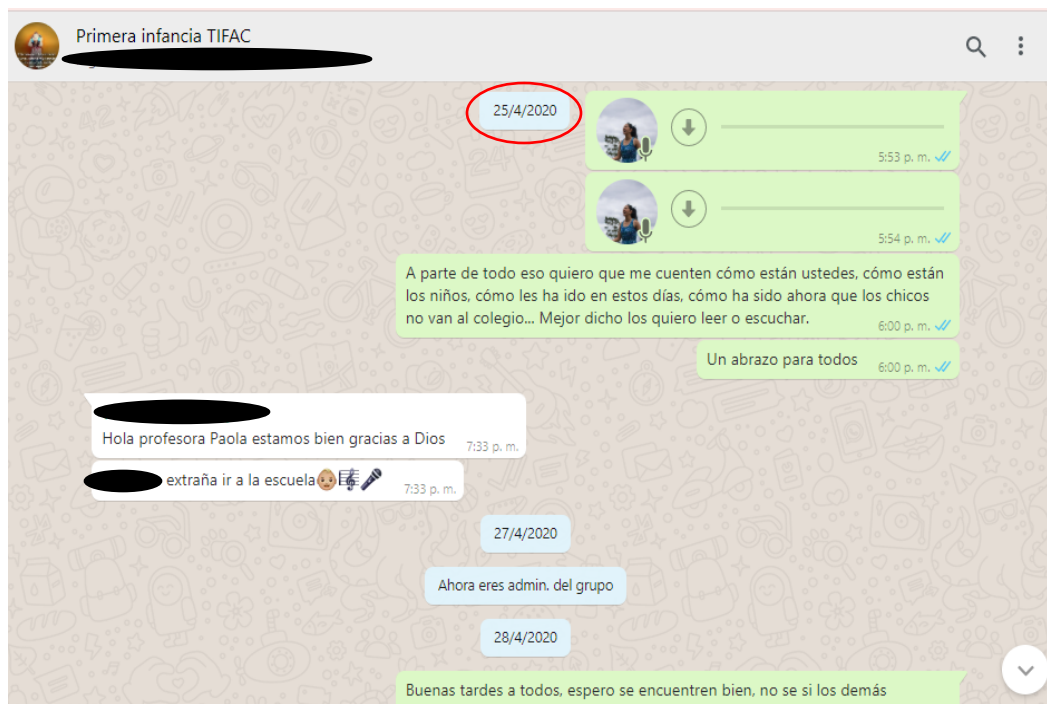 Primera infancia TIFAC
25/4/2020
5:53 p. m.
5:54 p. m.
A parte de todo eso quiero que me cuenten cómo están ustedes, cómo están
los niños, cómo les ha ido en estos días, cómo ha sido ahora que los chicos
no van al colegio... Mejor dicho los quiero leer o escuchar.
6:00 p. m.
Un abrazo para todos
6:00 p. m.
Hola profesora Paola estamos bien gracias a Dios
7:33 p. m.
extraña ir a la escuela👶🏼🎼🎤
7:33 p. m.
27/4/2020
Ahora eres admin. del grupo
28/4/2020
Buenas tardes a todos, espero se encuentren bien, no se si los demás